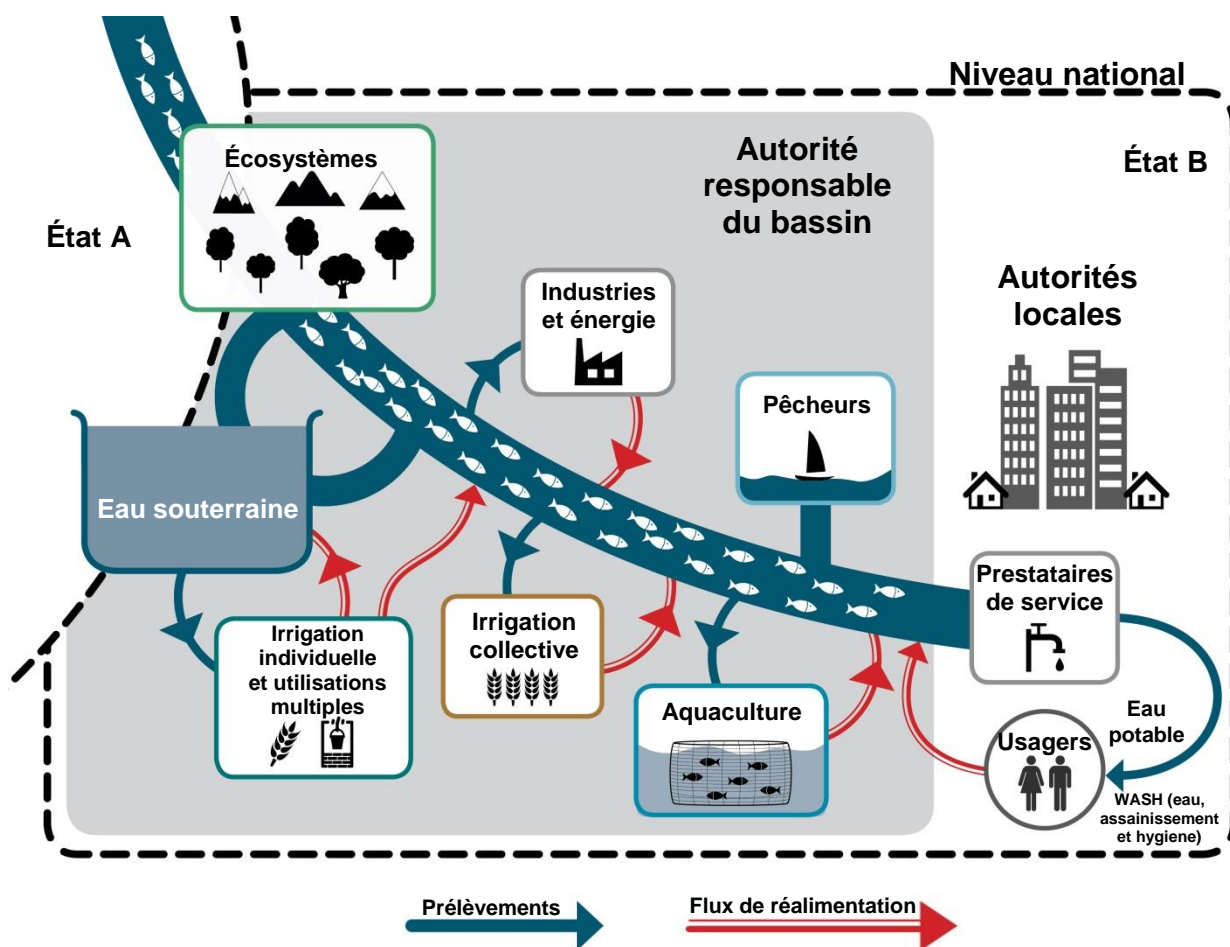 Niveau national
État B
Autorité
responsable
du bassin
Écosystèmes
État A
Industries
et énergie
Autorités
locales
Pêcheurs
Eau souterraine
Prestataires
de service
Irrigation
individuelle
et utilisations
multiples
Irrigation
collective
Aquaculture
Eau
potable
Usagers
WASH (eau,
assainissement
et hygiene)
Prélèvements
Flux de réalimentation